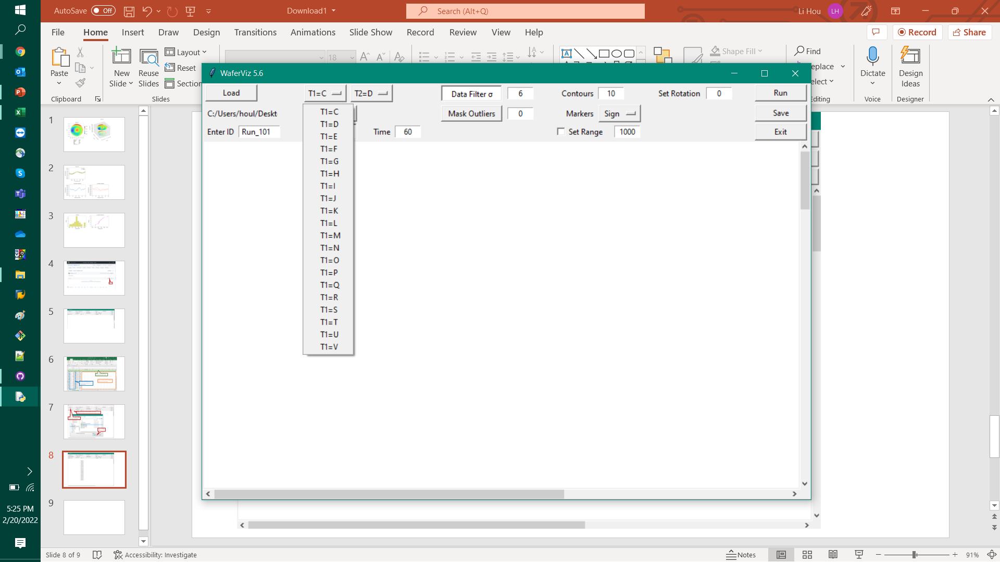 AutoSave Off Download1 Search (Alt+Q) Li Hou LH
File Home Insert Draw Design Transitions Animations Slide Show Record Review View Help Record Share
Paste
Clipboard
New
Slide
Reuse
Slides
Layout
Reset
Section
Slides
18
Shape Fill
Find
eplace
elect
Editing
Dictate
Voice
Design
Ideas
Designer
WaferViz 5.6
Load T1=C T2=D Data Filter σ 6 Contours 10 Set Rotation 0 Run
C:/Users/houl/Deskt Mask Outliers 0 Markers Sign Save
Enter ID Run_101 Time 60 Set Range 1000 Exit
T1=C
T1=D
T1=E
T1=F
T1=G
T1=H
T1=I
T1=J
T1=K
T1=L
T1=M
T1=N
T1=O
T1=P
T1=Q
T1=R
T1=S
T1=T
T1=U
T1=V
1
2
3
4
5
6
7
8
9
5:25 PM
2/20/2022
Slide 8 of 9 Accessibility: Investigate Notes 91%